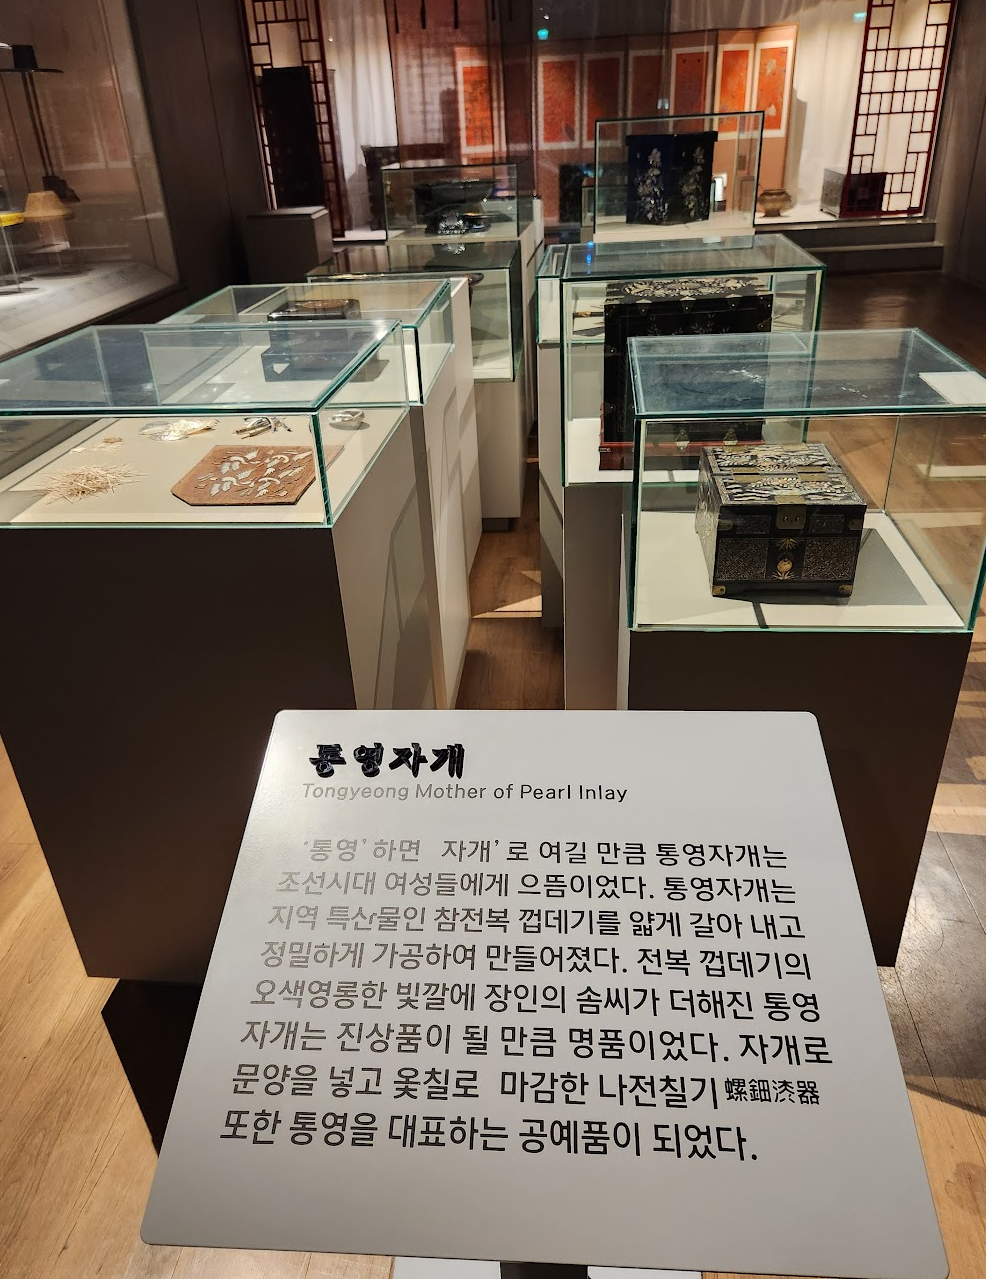 통영자개
Tongyeong Mother of Pearl Inlay
'통영' 하면 자개' 로 여길 만큼 통영자개는
조선시대 여성들에게 으뜸이었다. 통영자개는
지역 특산물인 참전복 껍데기를 얇게 갈아 내고
정밀하게 가공하여 만들어졌다. 전복 껍데기의
오색영롱한 빛깔에 장인의 솜씨가 더해진 통영
자개는 진상품이 될 만큼 명품이었다. 자개로
문양을 넣고 옻칠로 마감한 나전칠기 螺鈿漆器
또한 통영을 대표하는 공예품이 되었다.